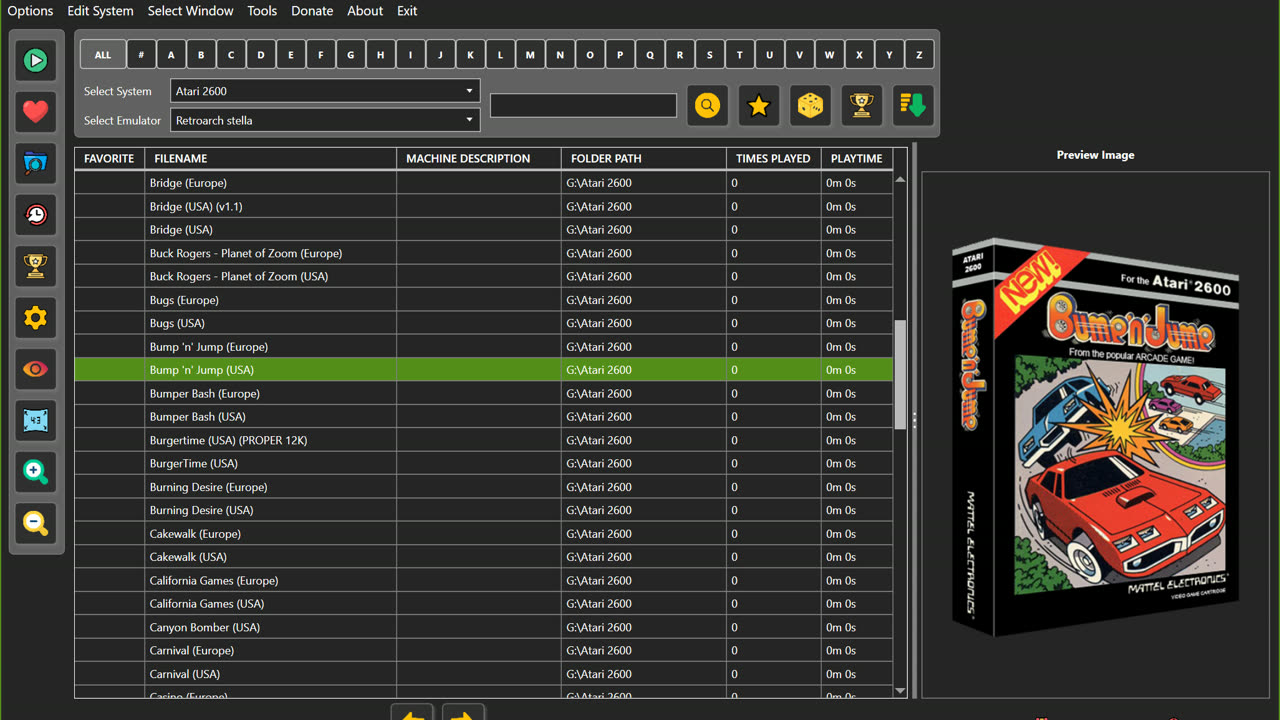 Options Edit System Select Window Tools Donate About Exit
ALL # A B C D E F G H I J K L M N O P Q R S T U V W X Y Z
Select System Atari 2600
Select Emulator Retroarch stella
FAVORITE FILENAME MACHINE DESCRIPTION FOLDER PATH TIMES PLAYED PLAYTIME
Bridge (Europe) G:\Atari 2600 0 0m 0s
Bridge (USA) (v1.1) G:\Atari 2600 0 0m 0s
Bridge (USA) G:\Atari 2600 0 0m 0s
Buck Rogers - Planet of Zoom (Europe) G:\Atari 2600 0 0m 0s
Buck Rogers - Planet of Zoom (USA) G:\Atari 2600 0 0m 0s
Bugs (Europe) G:\Atari 2600 0 0m 0s
Bugs (USA) G:\Atari 2600 0 0m 0s
Bump 'n' Jump (Europe) G:\Atari 2600 0 0m 0s
Bump 'n' Jump (USA) G:\Atari 2600 0 0m 0s
Bumper Bash (Europe) G:\Atari 2600 0 0m 0s
Bumper Bash (USA) G:\Atari 2600 0 0m 0s
Burgertime (USA) (PROPER 12K) G:\Atari 2600 0 0m 0s
BurgerTime (USA) G:\Atari 2600 0 0m 0s
Burning Desire (Europe) G:\Atari 2600 0 0m 0s
Burning Desire (USA) G:\Atari 2600 0 0m 0s
Cakewalk (Europe) G:\Atari 2600 0 0m 0s
Cakewalk (USA) G:\Atari 2600 0 0m 0s
California Games (Europe) G:\Atari 2600 0 0m 0s
California Games (USA) G:\Atari 2600 0 0m 0s
Canyon Bomber (USA) G:\Atari 2600 0 0m 0s
Carnival (Europe) G:\Atari 2600 0 0m 0s
Carnival (USA) G:\Atari 2600 0 0m 0s
Casino (Europe) G:\Atari 2600 0 0m 0s
4:3
Preview Image
ATARI
2600
NEW!
For the Atari® 2600
Bump'n'Jump
From the popular ARCADE GAME!
Bump'n'Jump
MATTEL ELECTRONICS®
MATTEL ELECTRONICS®
VIDEO GAME CARTRIDGE